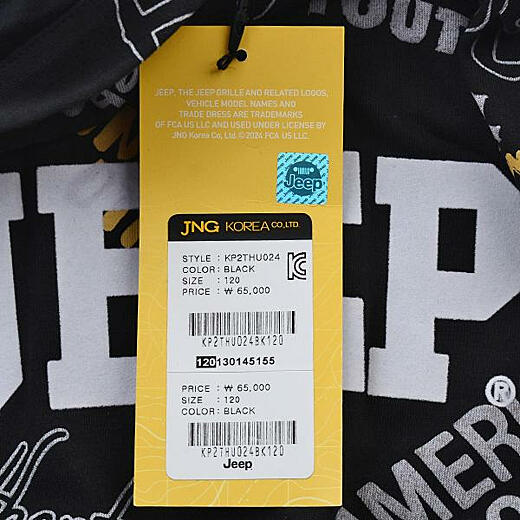 OUT
JEEP, THE JEEP GRILLE AND RELATED LOGOS,
VEHICLE MODEL NAMES AND
TRADE DRESS ARE TRADEMARKS
OF FCA US LLC AND USED UNDER LICENSE BY
JNG Korea Co, Ltd. ©2024 FCA US LLC
Jeep
JNG KOREA CO.,LTD.
STYLE : KP2THU024
COLOR : BLACK
SIZE : 120
PRICE : ₩ 65,000
KP2THU024BK120
120130145155
PRICE : ₩ 65,000
SIZE : 120
COLOR : BLACK
KP2THU024BK120
Jeep
JEEP
®
AMERI